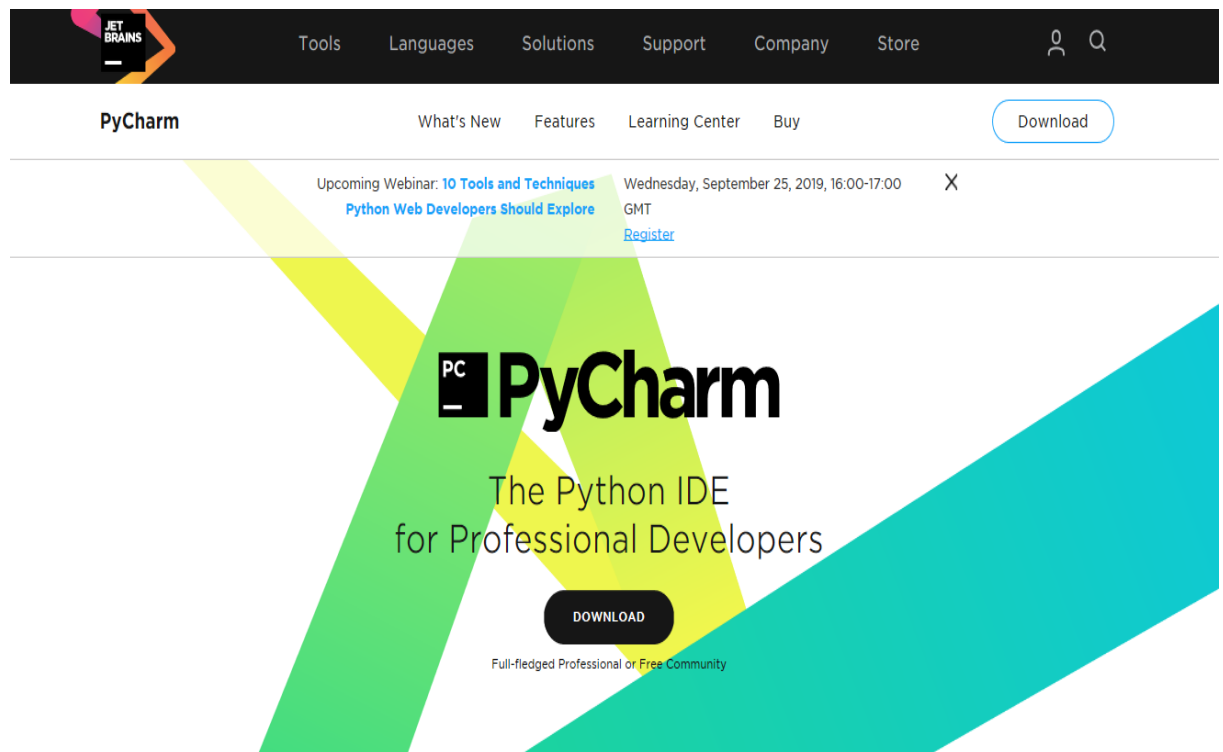 JET
BRAINS
Tools Languages Solutions Support Company Store
PyCharm What's New Features Learning Center Buy Download
Upcoming Webinar: 10 Tools and Techniques
Python Web Developers Should Explore
Wednesday, September 25, 2019, 16:00-17:00
GMT
Register
PC
PyCharm
The Python IDE
for Professional Developers
DOWNLOAD
Full-fledged Professional or Free Community